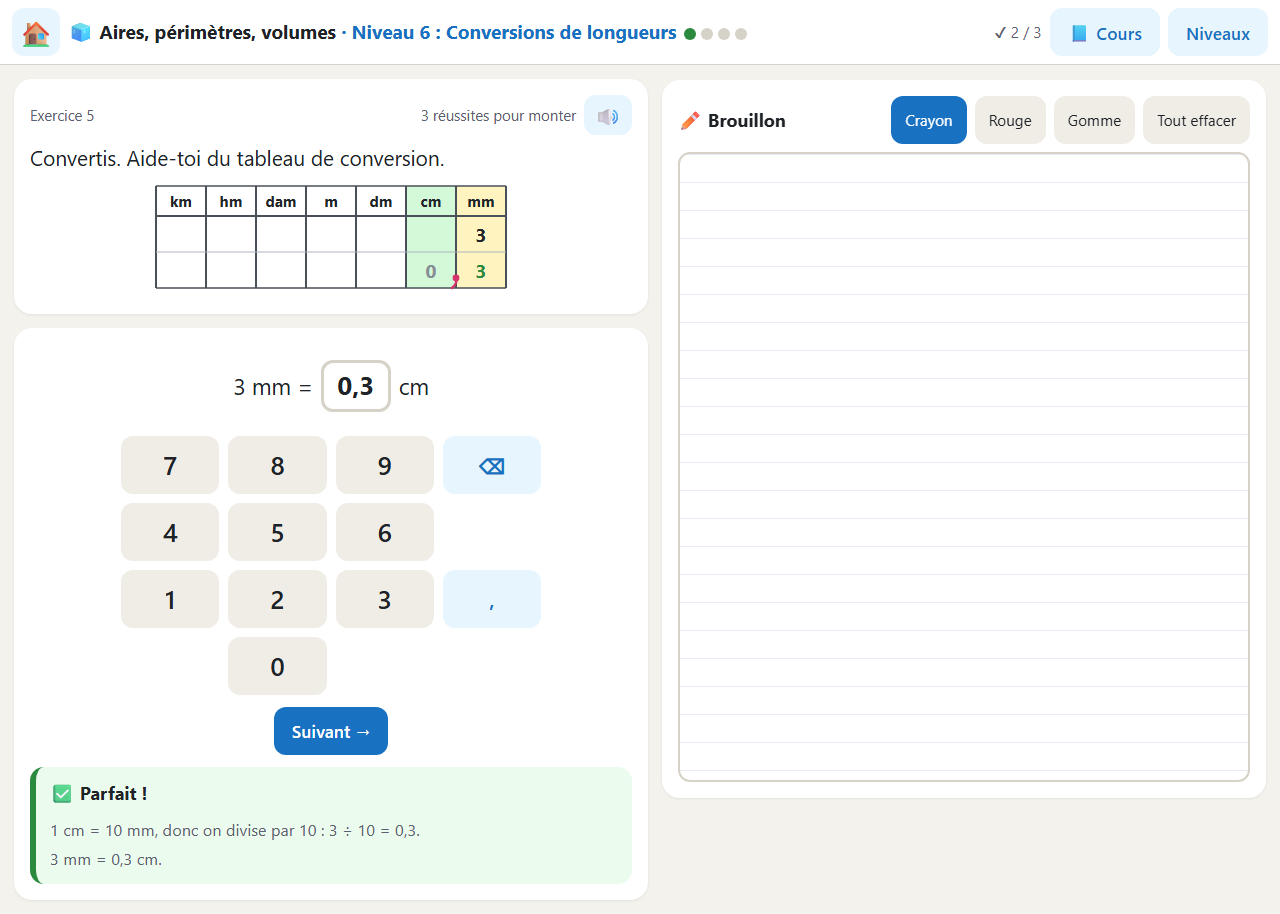 Aires, périmètres, volumes · Niveau 6 : Conversions de longueurs
✓ 2 / 3
Cours
Niveaux
Exercice 5
3 réussites pour monter
Convertis. Aide-toi du tableau de conversion.
km hm dam m dm cm mm
3
0 , 3
3 mm = 0,3 cm
7 8 9 ⌫
4 5 6
1 2 3 ,
0
Suivant →
✅ Parfait !
1 cm = 10 mm, donc on divise par 10 : 3 ÷ 10 = 0,3.
3 mm = 0,3 cm.
Brouillon
Crayon
Rouge
Gomme
Tout effacer